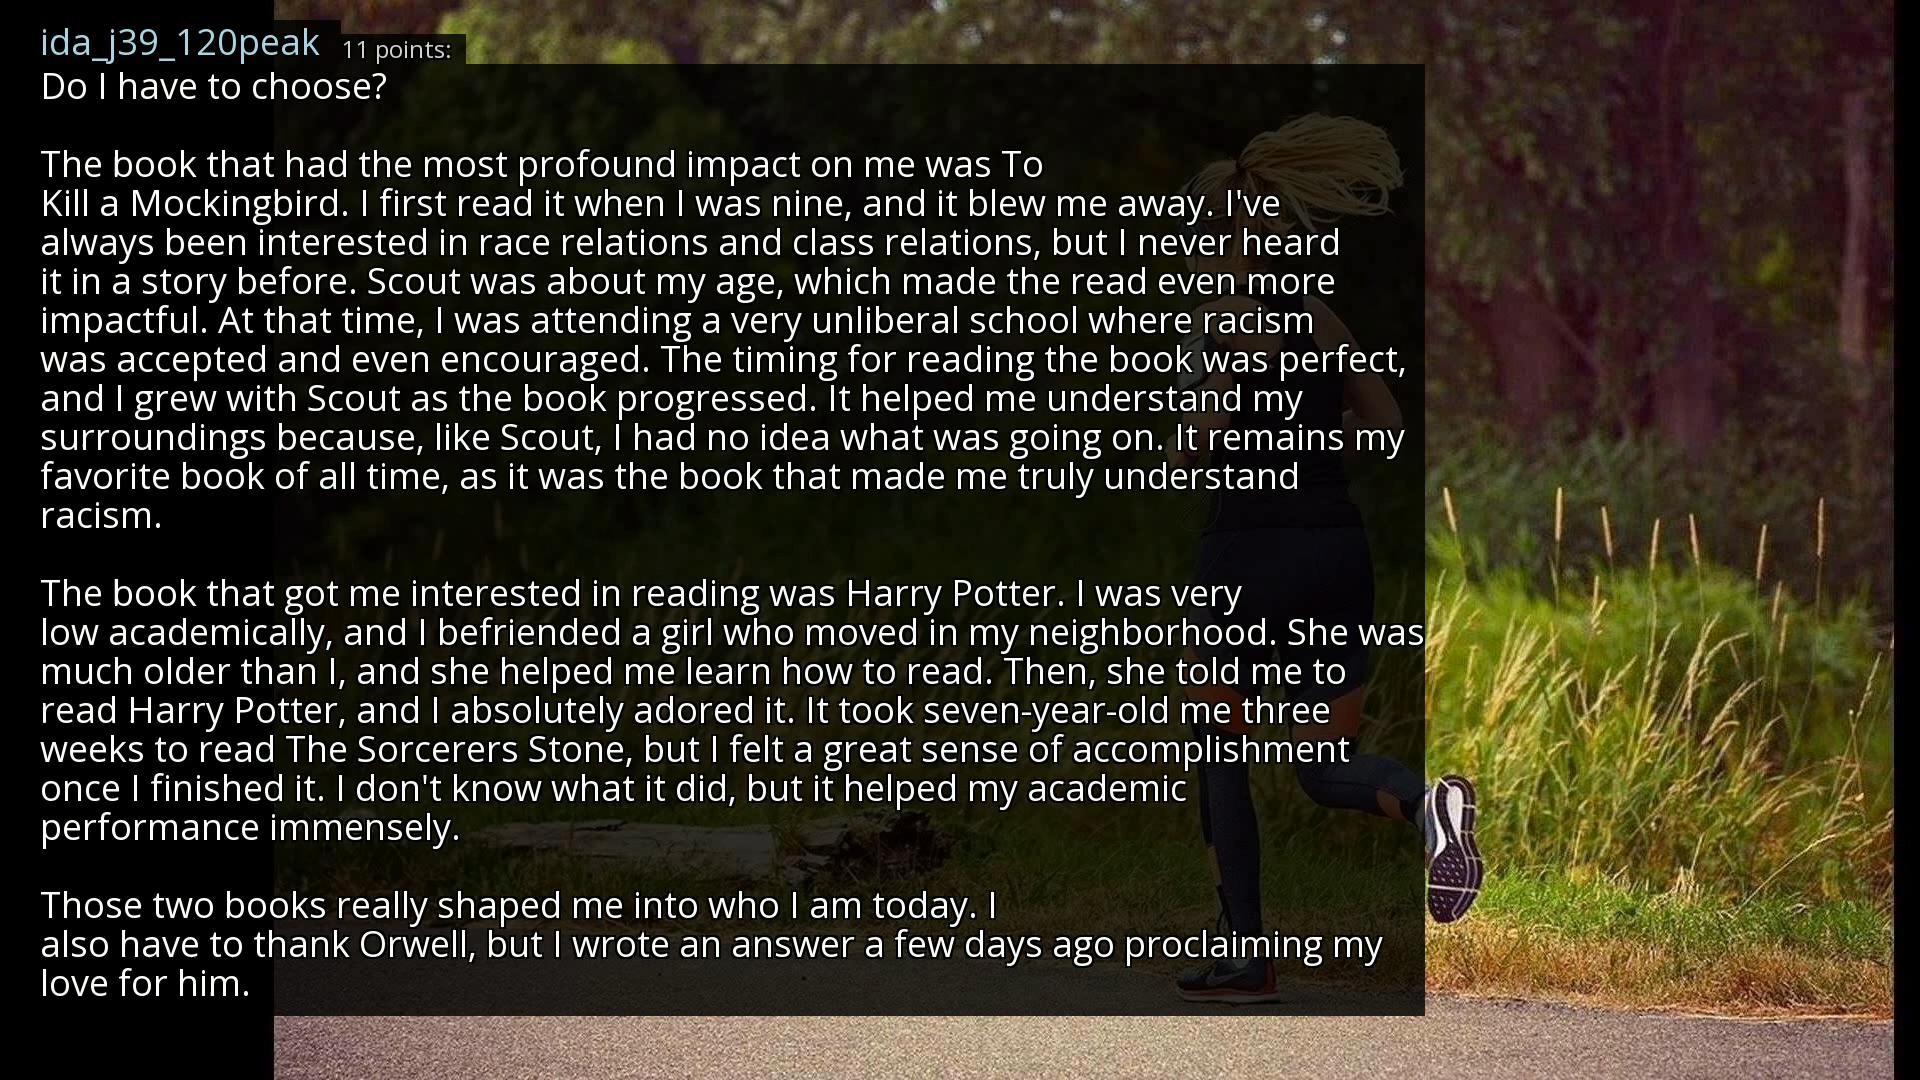 ida_j39_120peak 11 points:
Do I have to choose?
The book that had the most profound impact on me was To
Kill a Mockingbird. I first read it when I was nine, and it blew me away. I've
always been interested in race relations and class relations, but I never heard
it in a story before. Scout was about my age, which made the read even more
impactful. At that time, I was attending a very unliberal school where racism
was accepted and even encouraged. The timing for reading the book was perfect,
and I grew with Scout as the book progressed. It helped me understand my
surroundings because, like Scout, I had no idea what was going on. It remains my
favorite book of all time, as it was the book that made me truly understand
racism.
The book that got me interested in reading was Harry Potter. I was very
low academically, and I befriended a girl who moved in my neighborhood. She was
much older than I, and she helped me learn how to read. Then, she told me to
read Harry Potter, and I absolutely adored it. It took seven-year-old me three
weeks to read The Sorcerers Stone, but I felt a great sense of accomplishment
once I finished it. I don't know what it did, but it helped my academic
performance immensely.
Those two books really shaped me into who I am today. I
also have to thank Orwell, but I wrote an answer a few days ago proclaiming my
love for him.